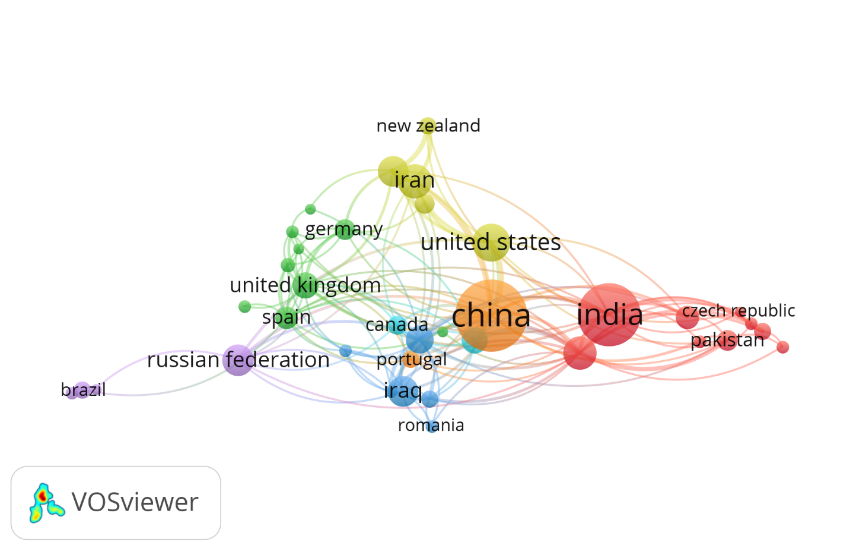 new zealand
iran
germany
united states
united kingdom
spain
china
india
czech republic
canada
pakistan
russian federation
portugal
brazil
iraq
romania
VOSviewer